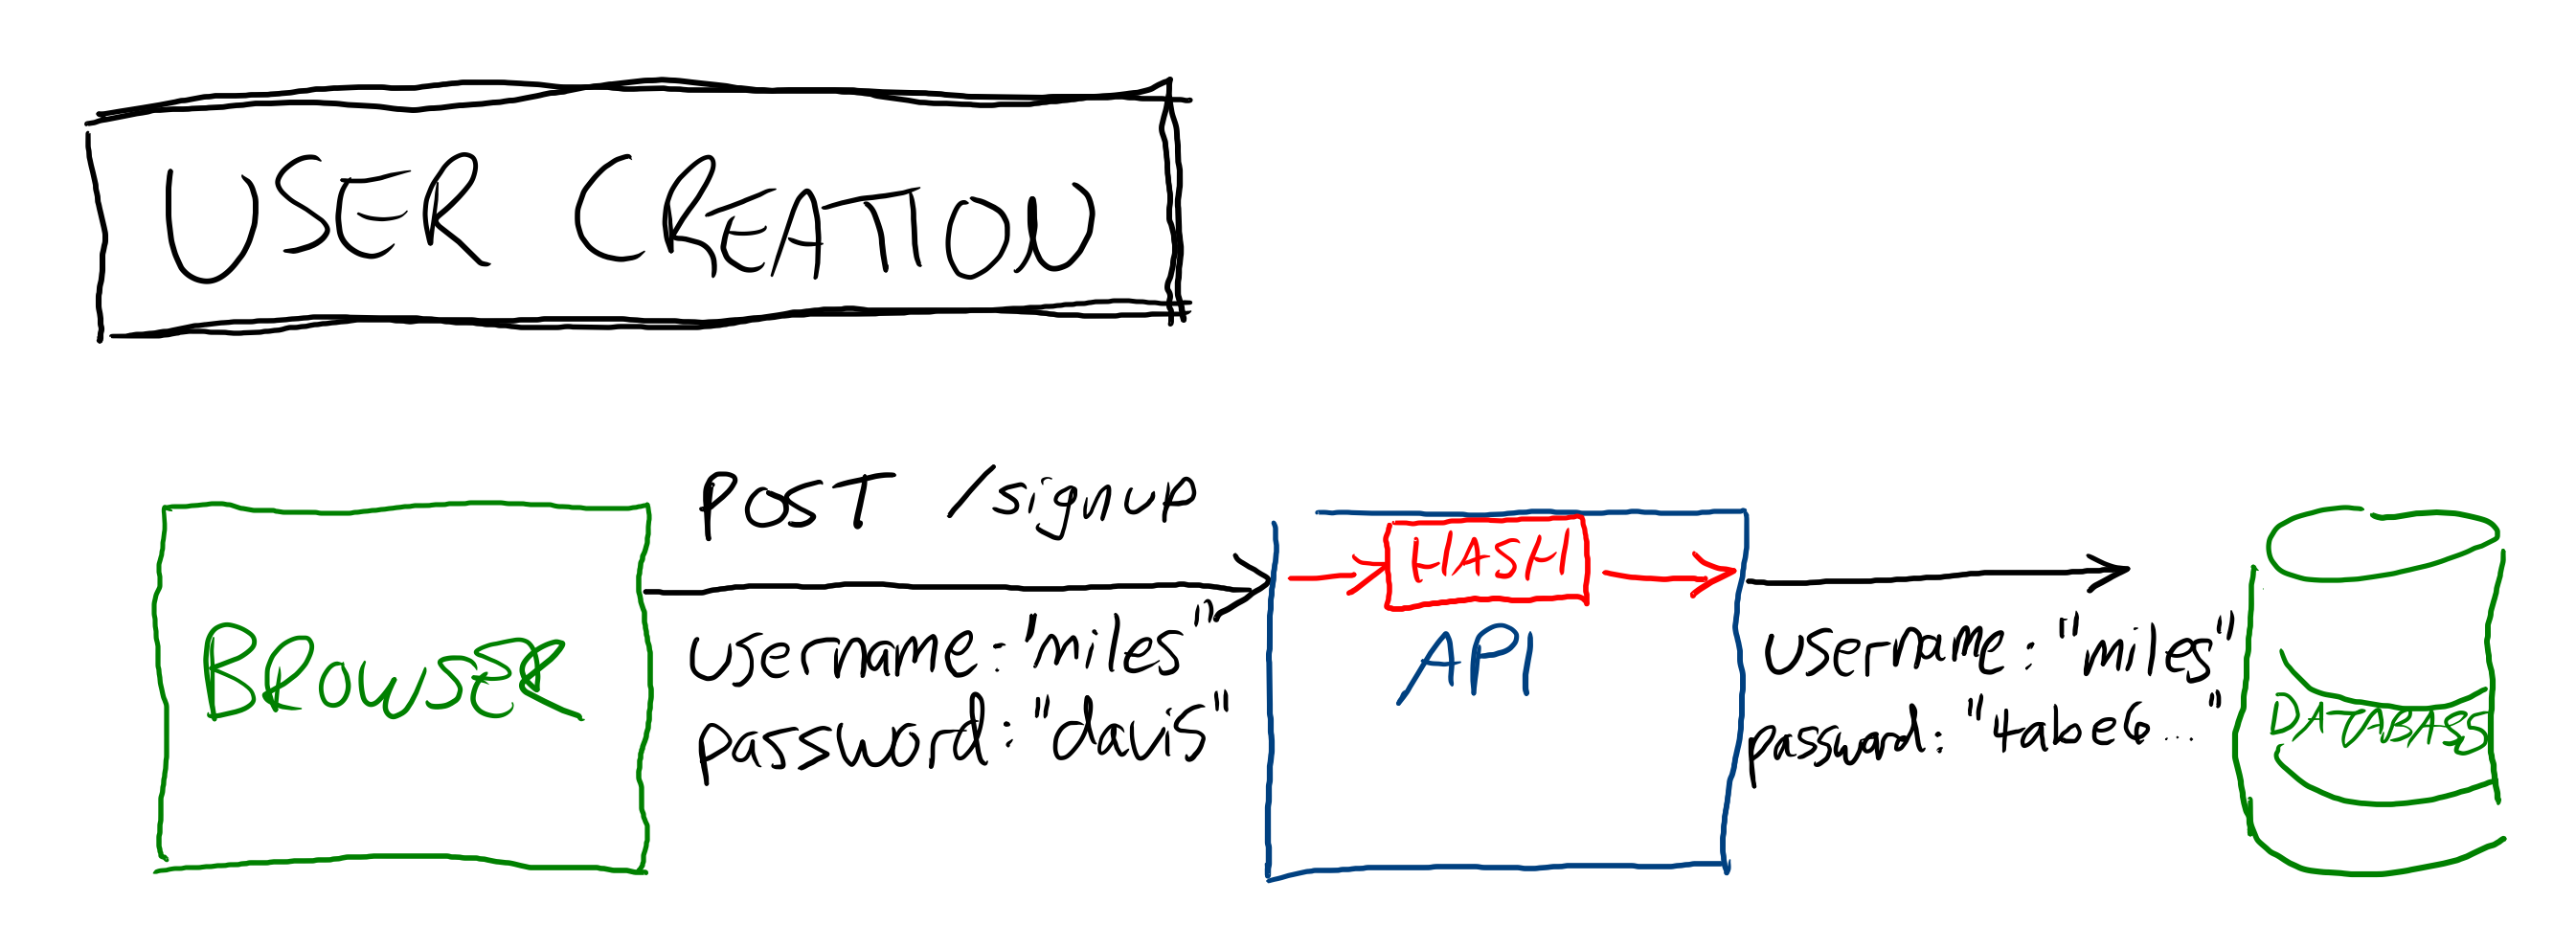 USER CREATION
POST /signup
username: "miles"
password: "davis"
BROWSER
HASH
API
username: "miles"
password: "4abe6..."
DATABASE